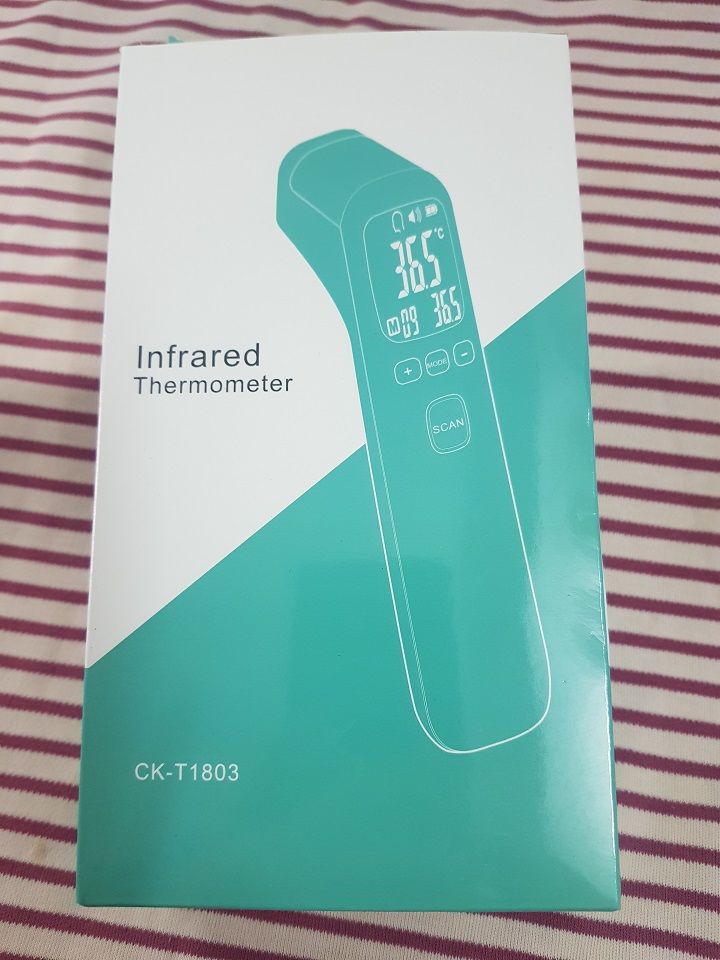 36.5 °C
M 09 36.5
+ MODE -
SCAN
Infrared
Thermometer
CK-T1803